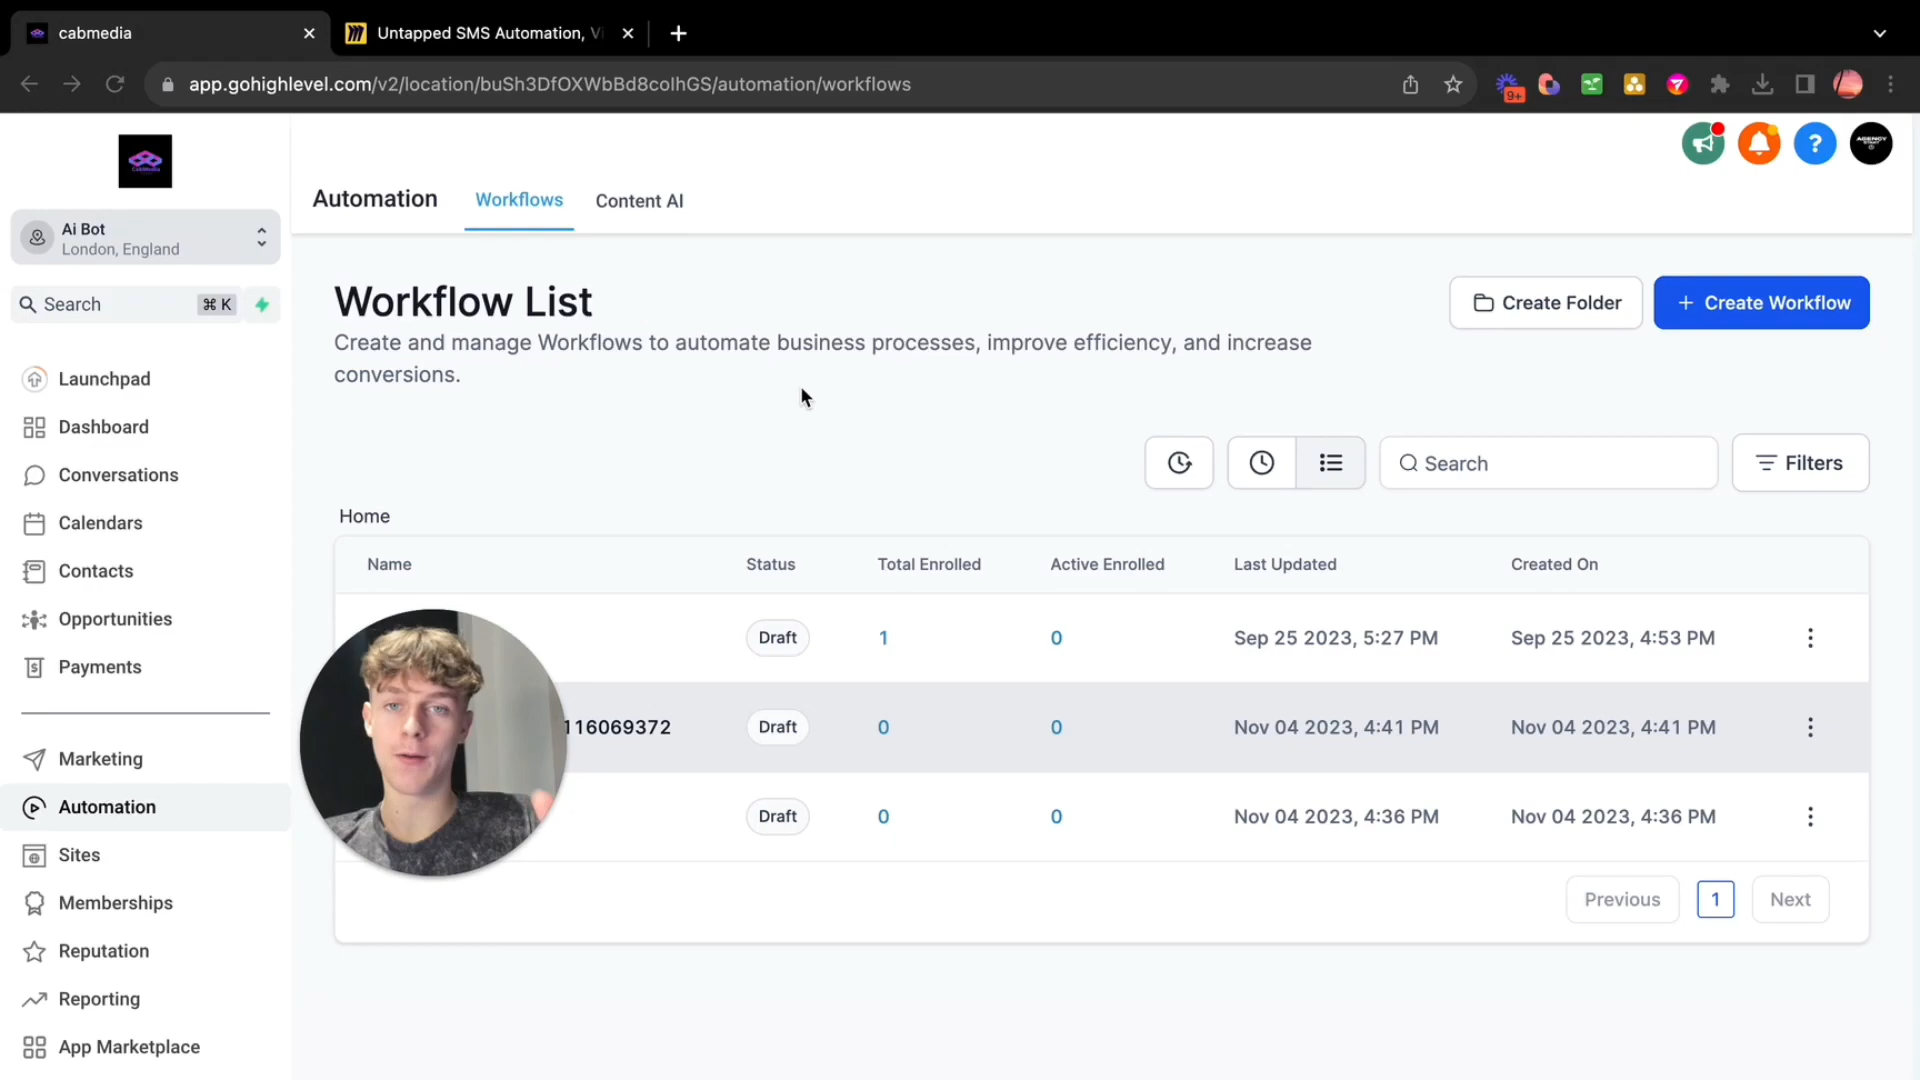 cabmedia
Untapped SMS Automation, Vi
app.gohighlevel.com/v2/location/buSh3DfOXWbBd8colhGS/automation/workflows
9+
Ai Bot
London, England
Search
⌘ K
Launchpad
Dashboard
Conversations
Calendars
Contacts
Opportunities
Payments
Marketing
Automation
Sites
Memberships
Reputation
Reporting
App Marketplace
Automation
Workflows
Content AI
Workflow List
Create and manage Workflows to automate business processes, improve efficiency, and increase
conversions.
Create Folder
+ Create Workflow
Search
Filters
Home
Name Status Total Enrolled Active Enrolled Last Updated Created On
Draft 1 0 Sep 25 2023, 5:27 PM Sep 25 2023, 4:53 PM
116069372 Draft 0 0 Nov 04 2023, 4:41 PM Nov 04 2023, 4:41 PM
Draft 0 0 Nov 04 2023, 4:36 PM Nov 04 2023, 4:36 PM
Previous 1 Next